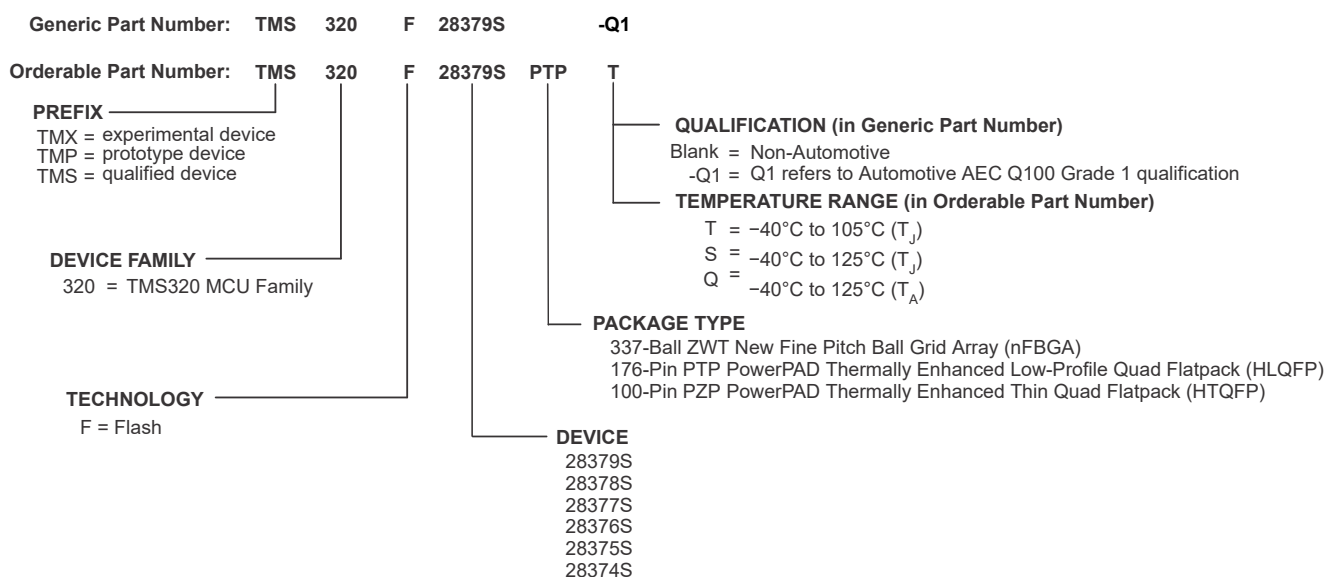 Generic Part Number: TMS 320 F 28379S -Q1
Orderable Part Number: TMS 320 F 28379S PTP T
PREFIX
TMX = experimental device
TMP = prototype device
TMS = qualified device
QUALIFICATION (in Generic Part Number)
Blank = Non-Automotive
-Q1 = Q1 refers to Automotive AEC Q100 Grade 1 qualification
TEMPERATURE RANGE (in Orderable Part Number)
T = −40°C to 105°C (TJ)
S = −40°C to 125°C (TJ)
Q = −40°C to 125°C (TA)
DEVICE FAMILY
320 = TMS320 MCU Family
PACKAGE TYPE
337-Ball ZWT New Fine Pitch Ball Grid Array (nFBGA)
176-Pin PTP PowerPAD Thermally Enhanced Low-Profile Quad Flatpack (HLQFP)
100-Pin PZP PowerPAD Thermally Enhanced Thin Quad Flatpack (HTQFP)
TECHNOLOGY
F = Flash
DEVICE
28379S
28378S
28377S
28376S
28375S
28374S